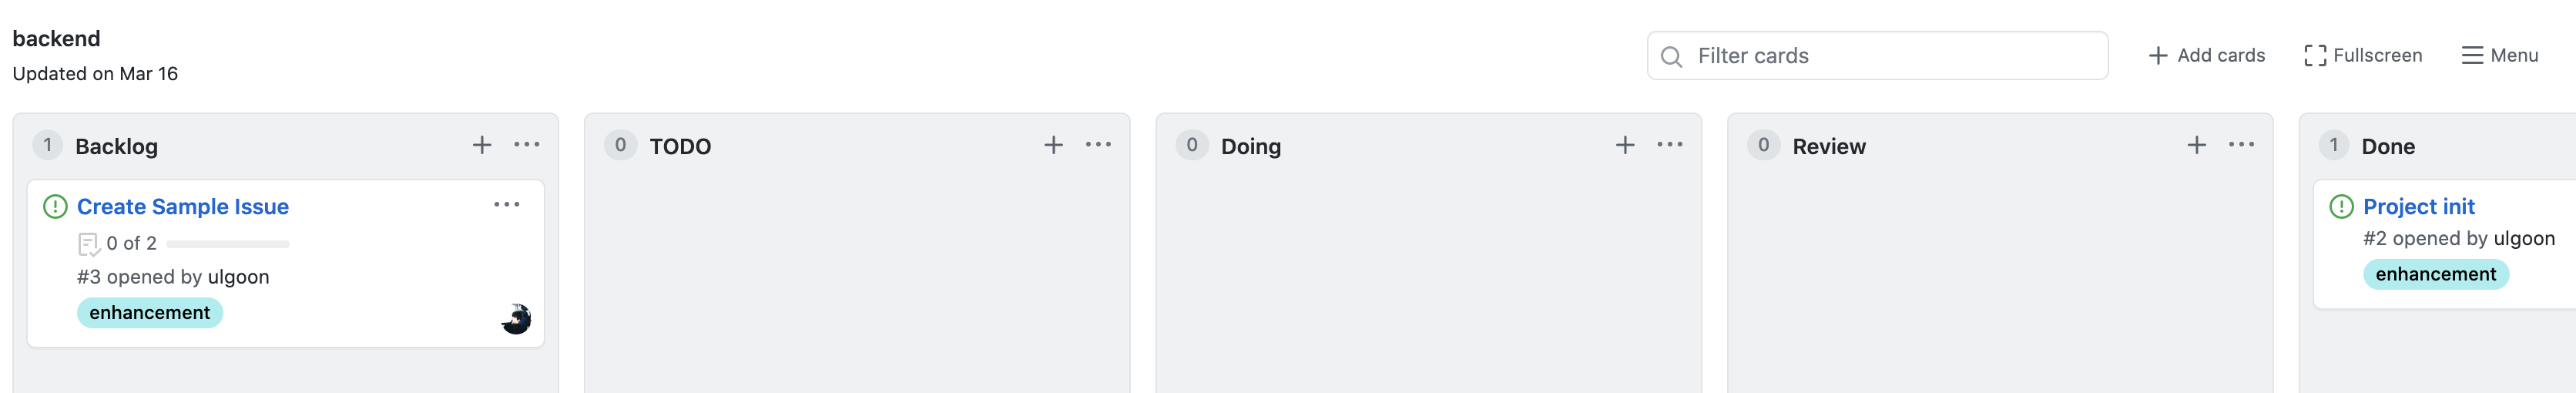 backend
Updated on Mar 16
Filter cards
Add cards
Fullscreen
Menu
1 Backlog
Create Sample Issue
0 of 2
#3 opened by ulgoon
enhancement
0 TODO
0 Doing
0 Review
1 Done
Project init
#2 opened by ulgoon
enhancement